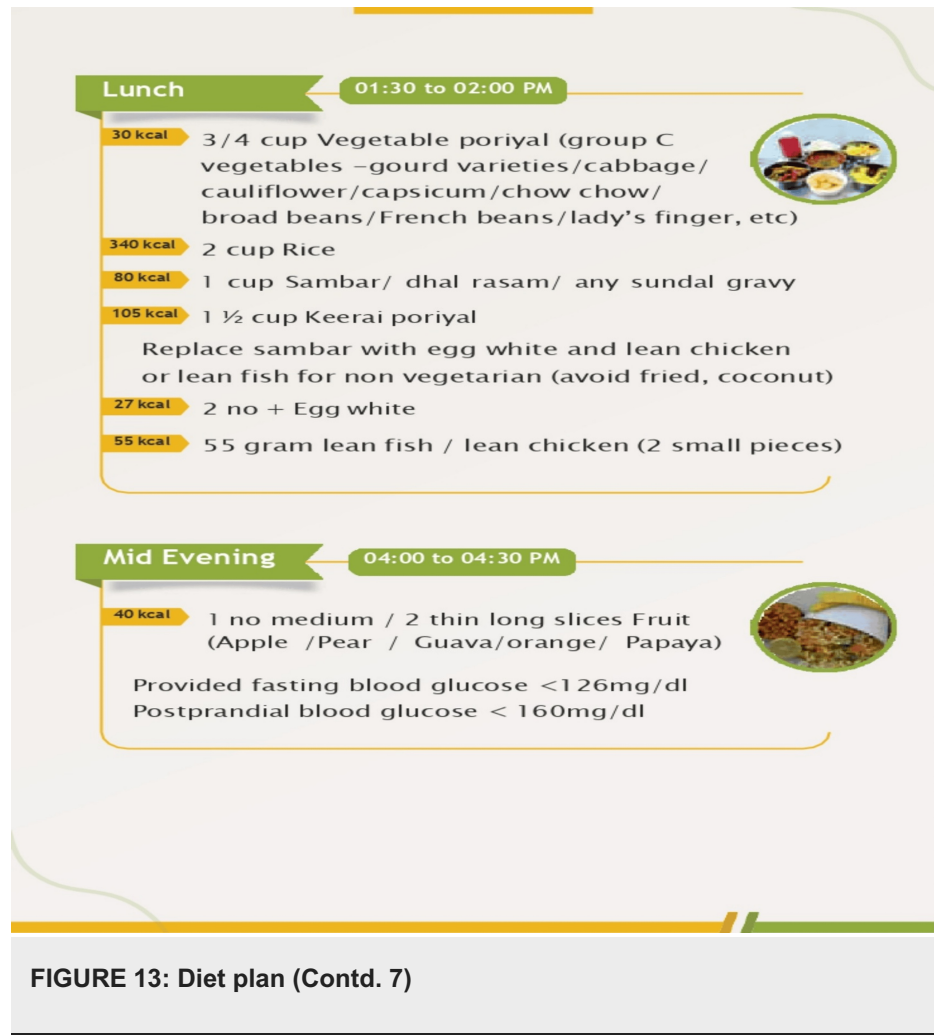 Lunch
01:30 to 02:00 PM
30 kcal 3/4 cup Vegetable poriyal (group C
vegetables –gourd varieties/cabbage/
cauliflower/capsicum/chow chow/
broad beans/French beans/lady's finger, etc)
340 kcal 2 cup Rice
80 kcal 1 cup Sambar/ dhal rasam/ any sundal gravy
105 kcal 1 ½ cup Keerai poriyal
Replace sambar with egg white and lean chicken
or lean fish for non vegetarian (avoid fried, coconut)
27 kcal 2 no + Egg white
55 kcal 55 gram lean fish / lean chicken (2 small pieces)
Mid Evening
04:00 to 04:30 PM
40 kcal 1 no medium / 2 thin long slices Fruit
(Apple /Pear / Guava/orange/ Papaya)
Provided fasting blood glucose <126mg/dl
Postprandial blood glucose < 160mg/dl
FIGURE 13: Diet plan (Contd. 7)